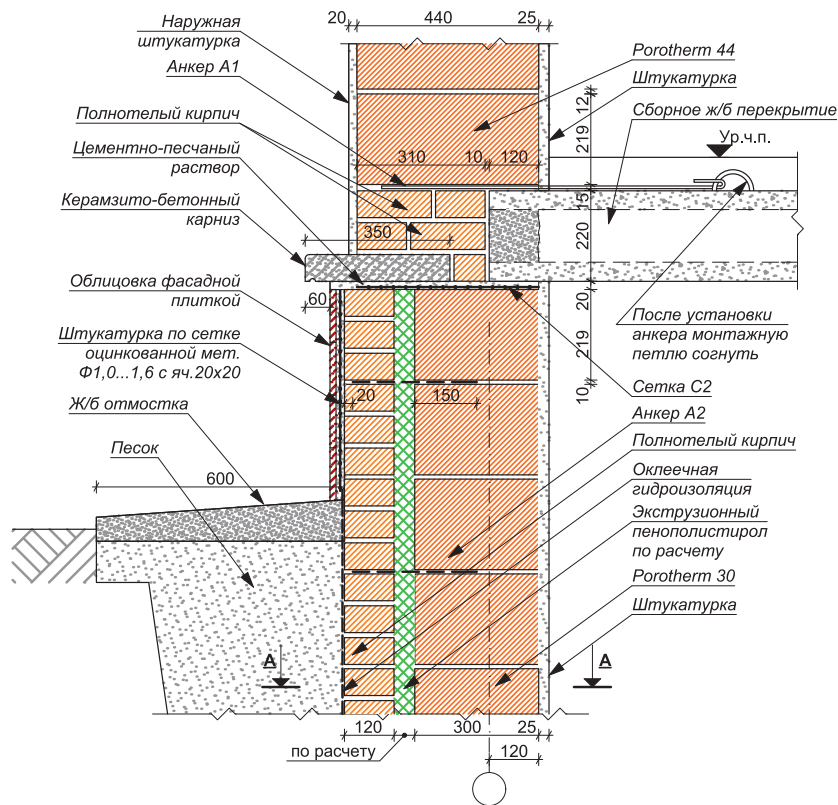 20
440
25
Наружная
штукатурка
Анкер А1
Полнотелый кирпич
Цементно-песчаный
раствор
Керамзито-бетонный
карниз
350
Облицовка фасадной
плиткой
60
Штукатурка по сетке
оцинкованной мет.
Ф1,0...1,6 с яч.20х20
Ж/б отмостка
Песок
600
310
10
120
20
150
Porotherm 44
Штукатурка
Сборное ж/б перекрытие
Ур.ч.п.
12
219
15
220
20
219
10
После установки
анкера монтажную
петлю согнуть
Сетка С2
Анкер А2
Полнотелый кирпич
Оклеечная
гидроизоляция
Экструзионный
пенополистирол
по расчету
Porotherm 30
Штукатурка
А
А
120
300
25
по расчету
120